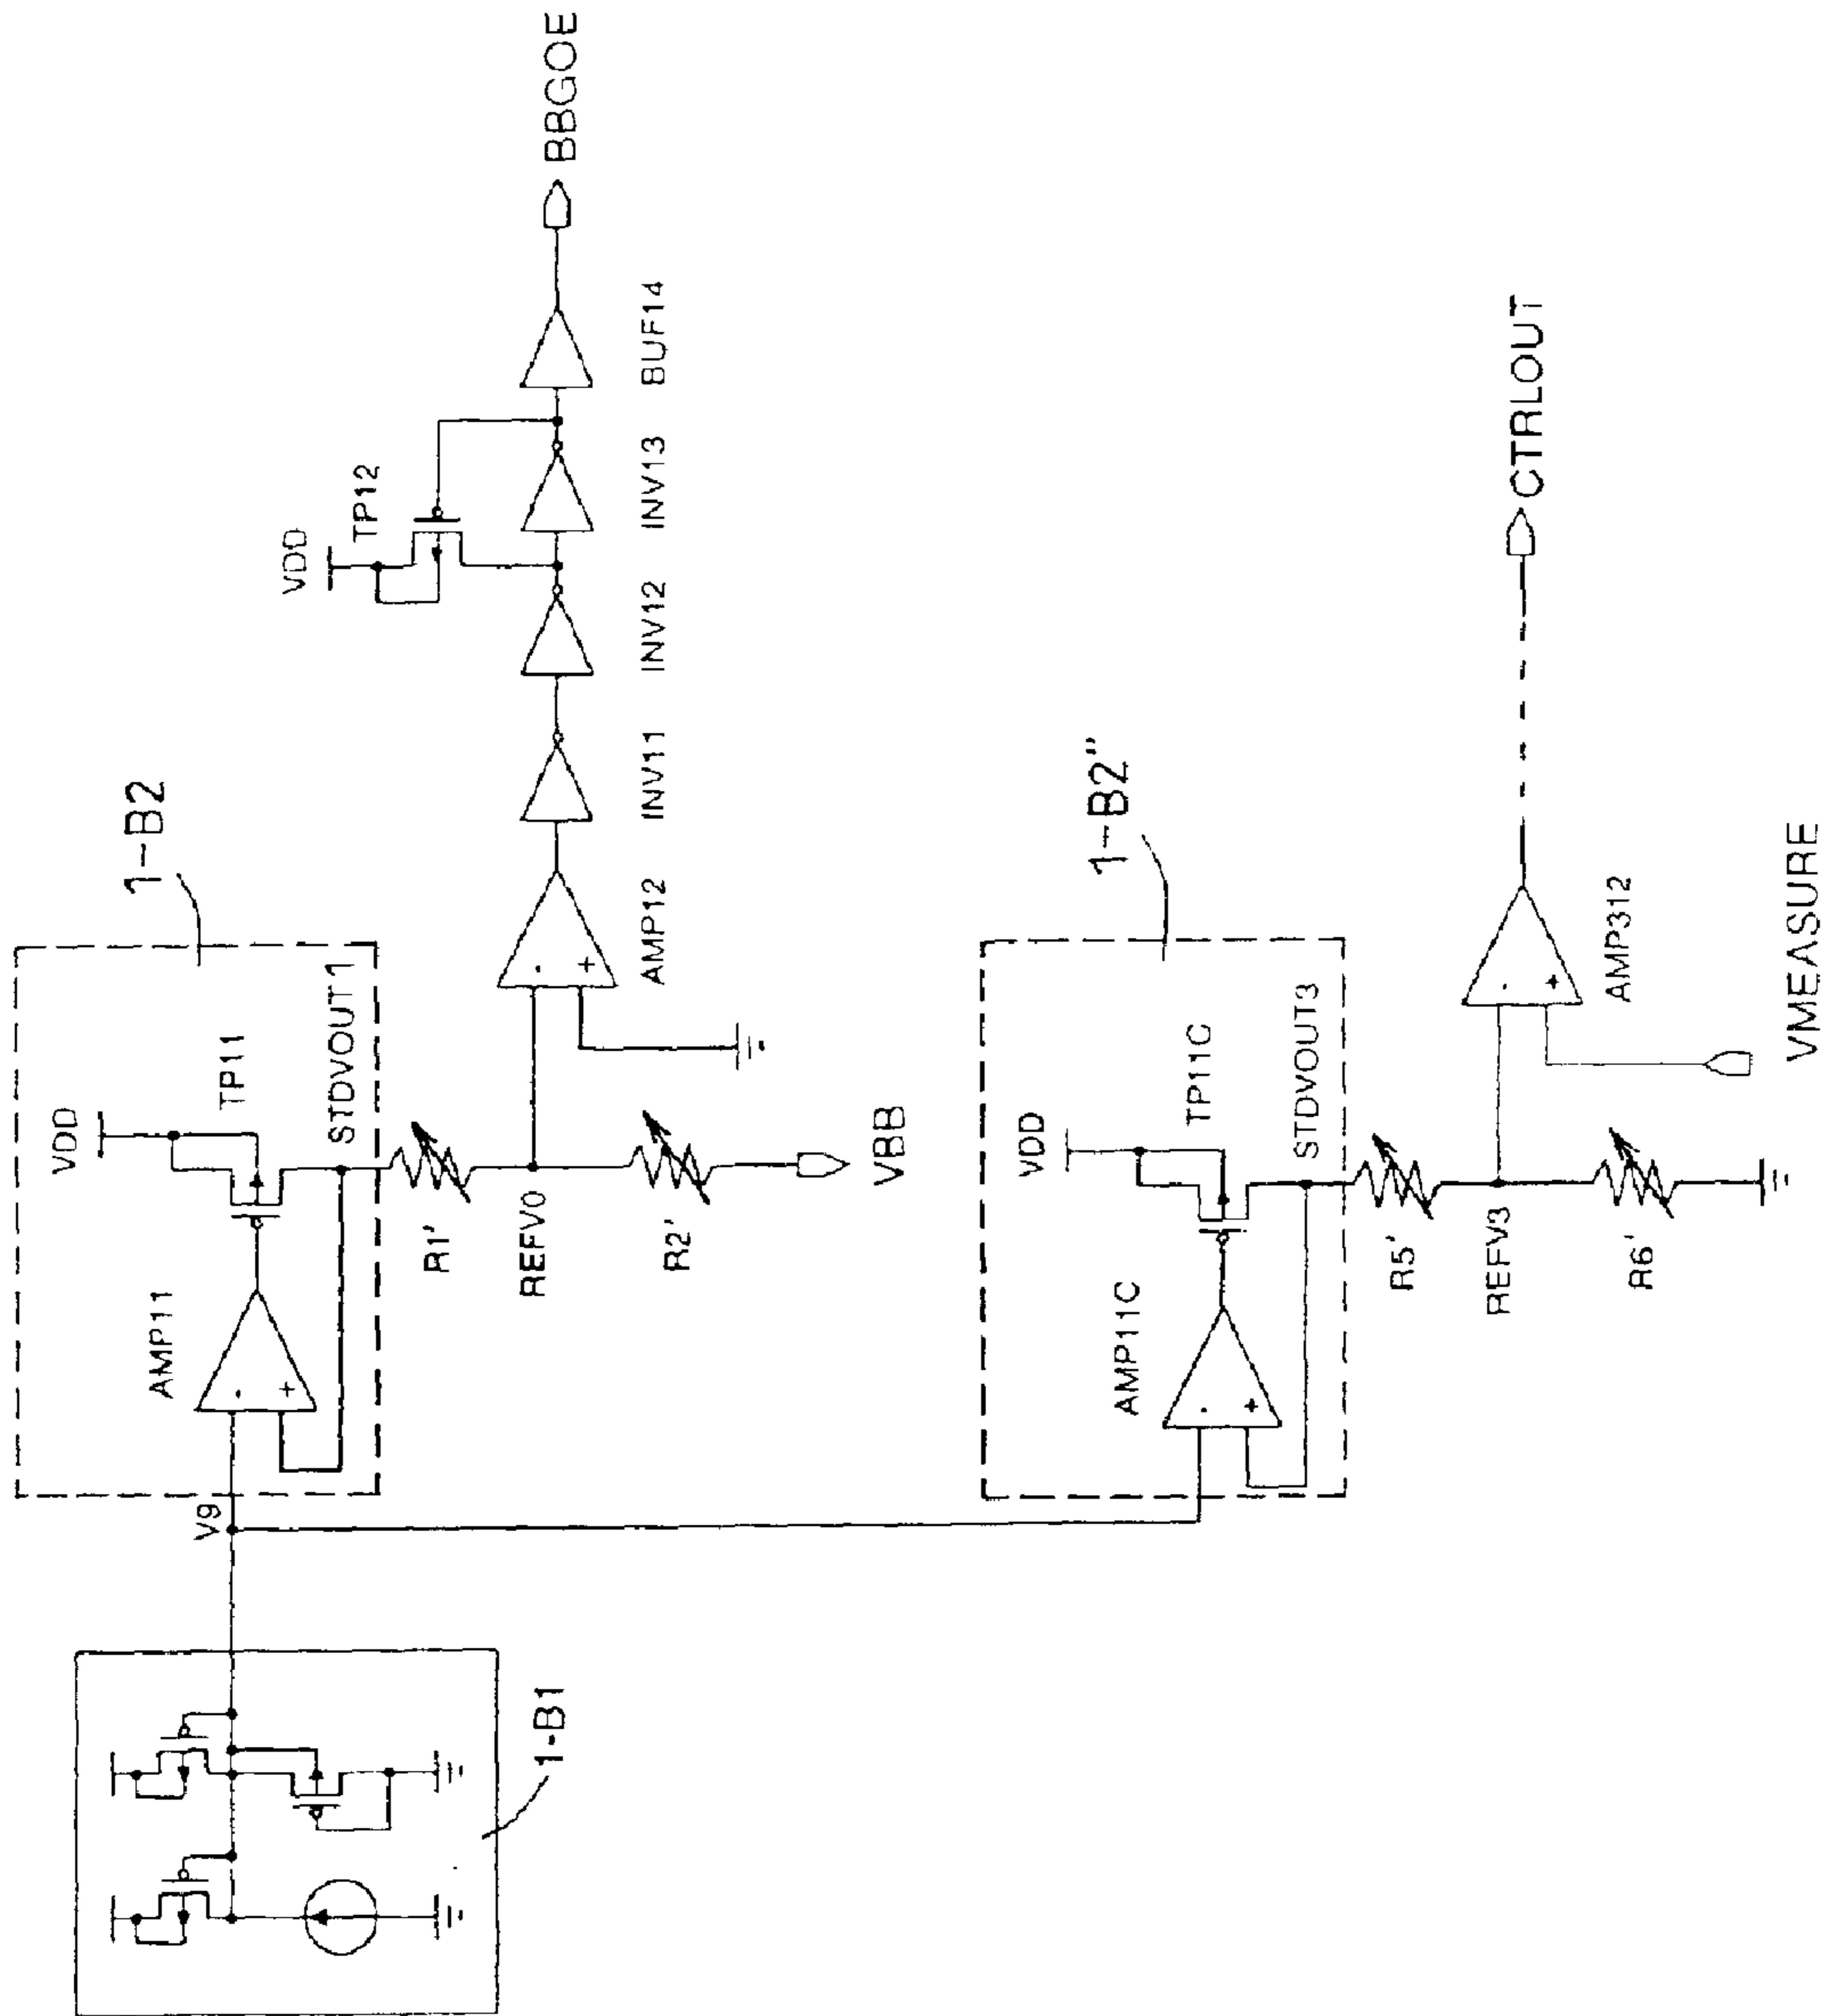 1-B1
V9
1-B2
VDD
TP11
AMP11
-
+
STDVOUT1
R1'
REFV0
R2'
VBB
-
+
AMP12
INV11
INV12
INV13
BUF14
VDD
TP12
BBGOE
1-B2"
VDD
TP11C
AMP11C
-
+
STDVOUT3
R5'
REFV3
R6'
-
+
AMP312
VMEASURE
CTRLOUT